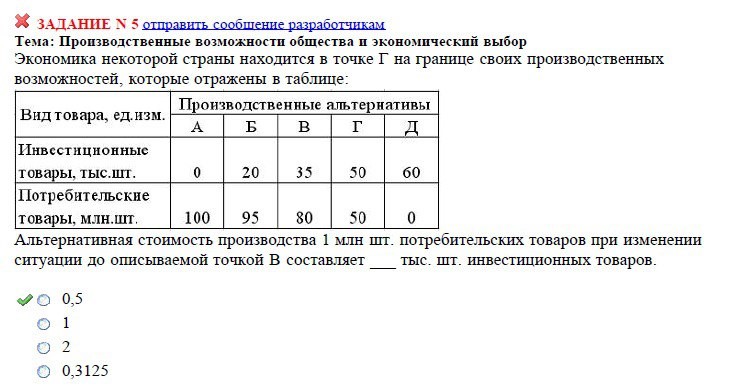 ЗАДАНИЕ N 5 отправить сообщение разработчикам
Тема: Производственные возможности общества и экономический выбор
Экономика некоторой страны находится в точке Г на границе своих производственных
возможностей, которые отражены в таблице:
Вид товара, ед.изм. Производственные альтернативы
А Б В Г Д
Инвестиционные
товары, тыс.шт. 0 20 35 50 60
Потребительские
товары, млн.шт. 100 95 80 50 0
Альтернативная стоимость производства 1 млн шт. потребительских товаров при изменении
ситуации до описываемой точкой В составляет ___ тыс. шт. инвестиционных товаров.
0,5
1
2
0,3125